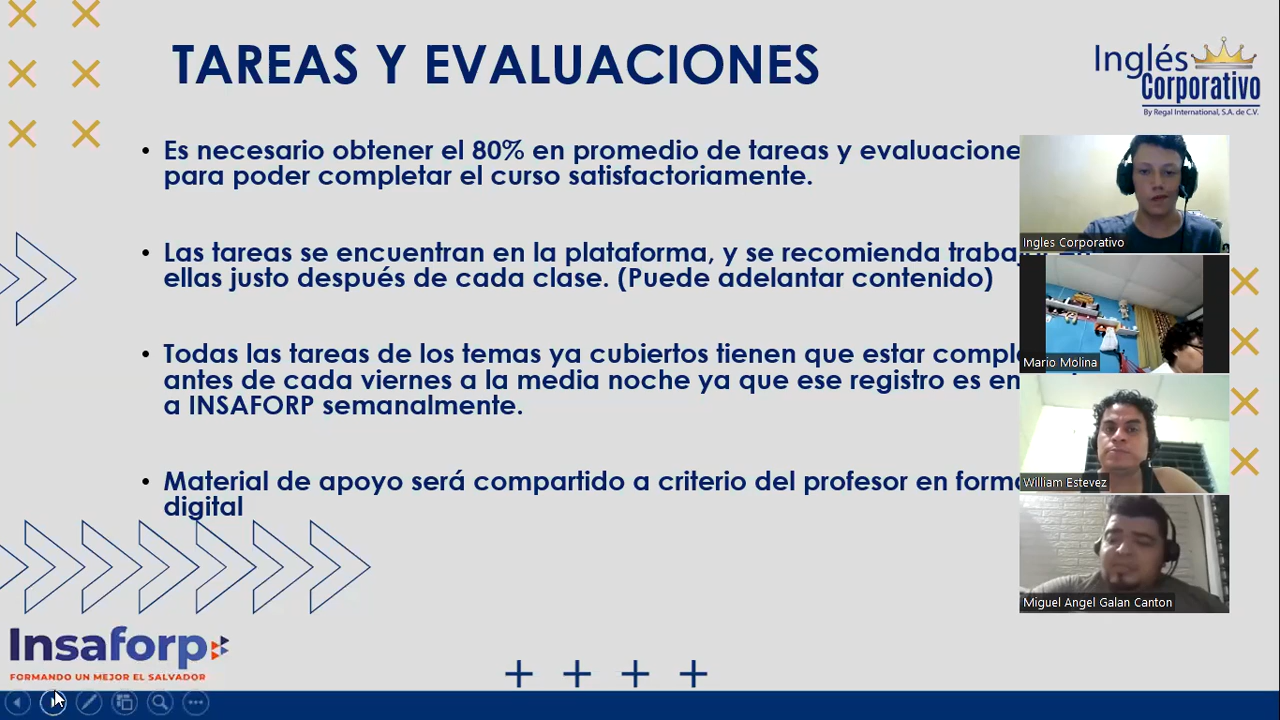 TAREAS Y EVALUACIONES
Inglés
Corporativo
By Regal International, S.A. de C.V.
• Es necesario obtener el 80% en promedio de tareas y evaluacione
para poder completar el curso satisfactoriamente.
• Las tareas se encuentran en la plataforma, y se recomienda
ellas justo después de cada clase. (Puede adelantar contenido)
• Todas las tareas de los temas ya cubiertos tienen que estar
antes de cada viernes a la media noche ya que ese registro es
a INSAFORP semanalmente.
• Material de apoyo será compartido a criterio del profesor en
digital
Ingles Corporativo
Mario Molina
William Estevez
Miguel Angel Galan Canton
Insaforp
FORMANDO UN MEJOR EL SALVADOR